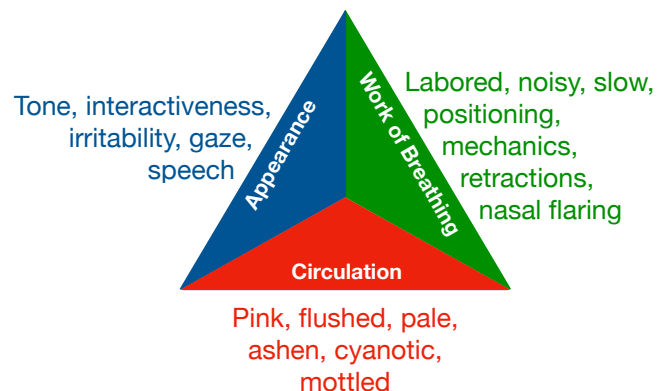 Tone, interactiveness,
irritability, gaze,
speech
Appearance
Work of Breathing
Labored, noisy, slow,
positioning,
mechanics,
retractions,
nasal flaring
Circulation
Pink, flushed, pale,
ashen, cyanotic,
mottled